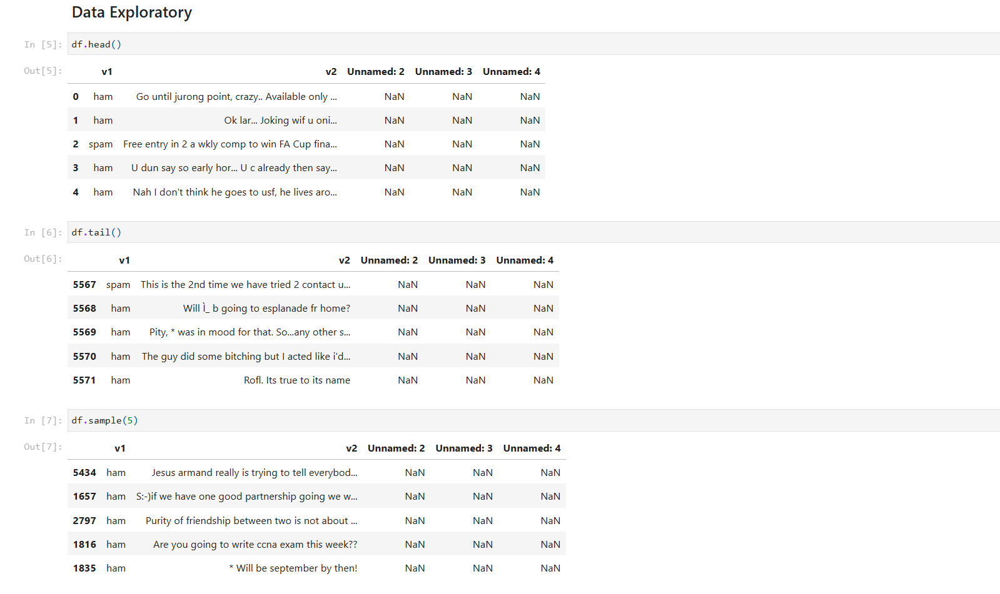 Data Exploratory
In [5]: df.head()
Out[5]:
v1 v2 Unnamed: 2 Unnamed: 3 Unnamed: 4
0 ham Go until jurong point, crazy.. Available only ... NaN NaN NaN
1 ham Ok lar... Joking wif u oni... NaN NaN NaN
2 spam Free entry in 2 a wkly comp to win FA Cup fina... NaN NaN NaN
3 ham U dun say so early hor... U c already then say... NaN NaN NaN
4 ham Nah I don't think he goes to usf, he lives aro... NaN NaN NaN
In [6]: df.tail()
Out[6]:
v1 v2 Unnamed: 2 Unnamed: 3 Unnamed: 4
5567 spam This is the 2nd time we have tried 2 contact u... NaN NaN NaN
5568 ham Will Ì_ b going to esplanade fr home? NaN NaN NaN
5569 ham Pity, * was in mood for that. So...any other s... NaN NaN NaN
5570 ham The guy did some bitching but I acted like i'd... NaN NaN NaN
5571 ham Rofl. Its true to its name NaN NaN NaN
In [7]: df.sample(5)
Out[7]:
v1 v2 Unnamed: 2 Unnamed: 3 Unnamed: 4
5434 ham Jesus armand really is trying to tell everybod... NaN NaN NaN
1657 ham S:-)if we have one good partnership going we w... NaN NaN NaN
2797 ham Purity of friendship between two is not about ... NaN NaN NaN
1816 ham Are you going to write ccna exam this week?? NaN NaN NaN
1835 ham * Will be september by then! NaN NaN NaN